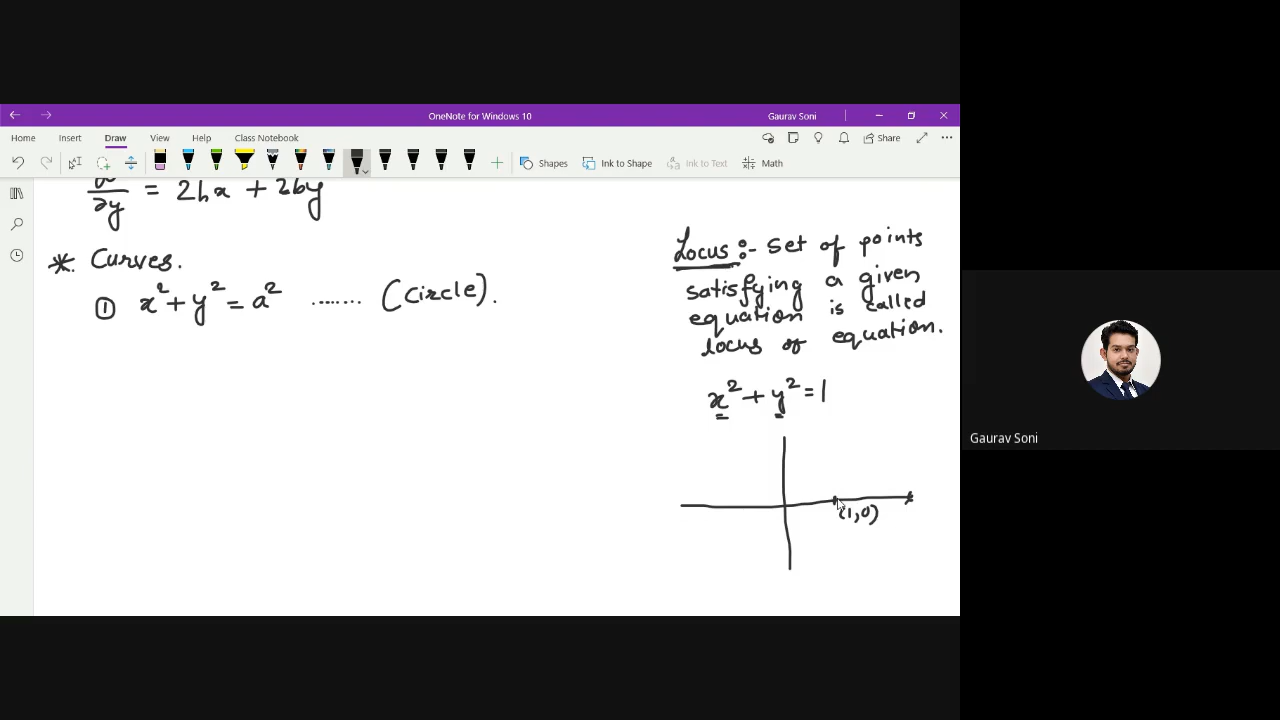 OneNote for Windows 10
Gaurav Soni
Home Insert Draw View Help Class Notebook
Share
Shapes Ink to Shape Ink to Text Math
∂y = 2hx + 2by
* Curves.
① x² + y² = a² ....... (Circle).
Locus :- Set of points
satisfying a given
equation is called
locus of equation.
x² + y² = 1
(1,0)
Gaurav Soni